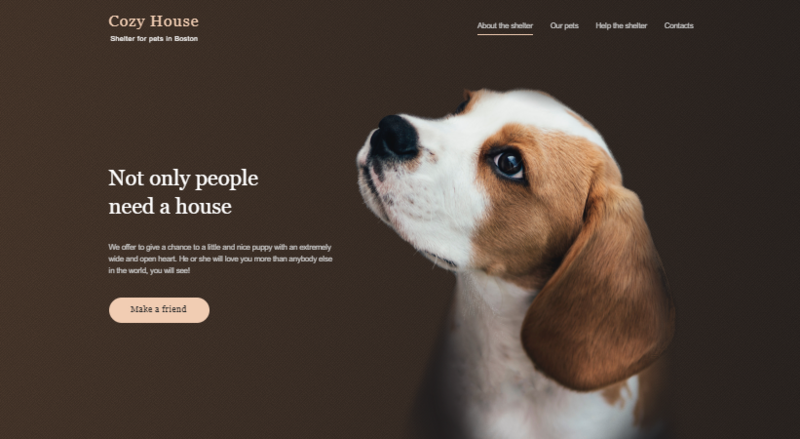 Cozy House
Shelter for pets in Boston
About the shelter
Our pets
Help the shelter
Contacts
Not only people
need a house
We offer to give a chance to a little and nice puppy with an extremely
wide and open heart. He or she will love you more than anybody else
in the world, you will see!
Make a friend